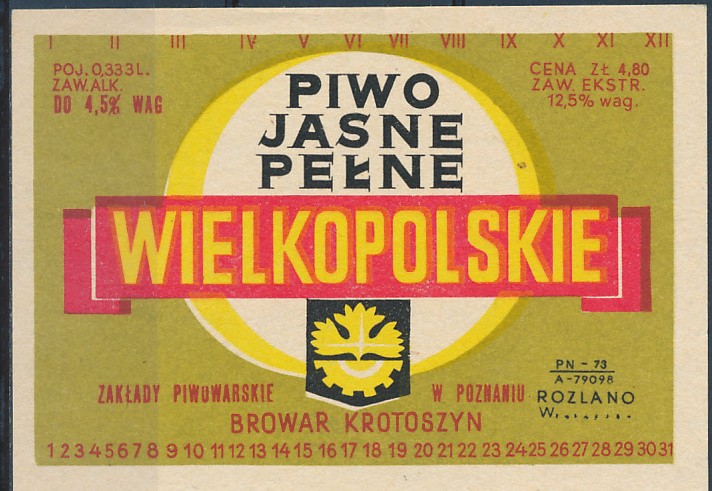 I II III IV V VI VII VIII IX X XI XII
POJ. 0,333 L.
ZAW. ALK.
DO 4,5% WAG
CENA ZŁ 4,80
ZAW. EKSTR.
12,5% wag.
PIWO
JASNE
PEŁNE
WIELKOPOLSKIE
ZAKŁADY PIWOWARSKIE W POZNANIU
BROWAR KROTOSZYN
PN - 73
A-79098
ROZLANO
W........
1 2 3 4 5 6 7 8 9 10 11 12 13 14 15 16 17 18 19 20 21 22 23 24 25 26 27 28 29 30 31